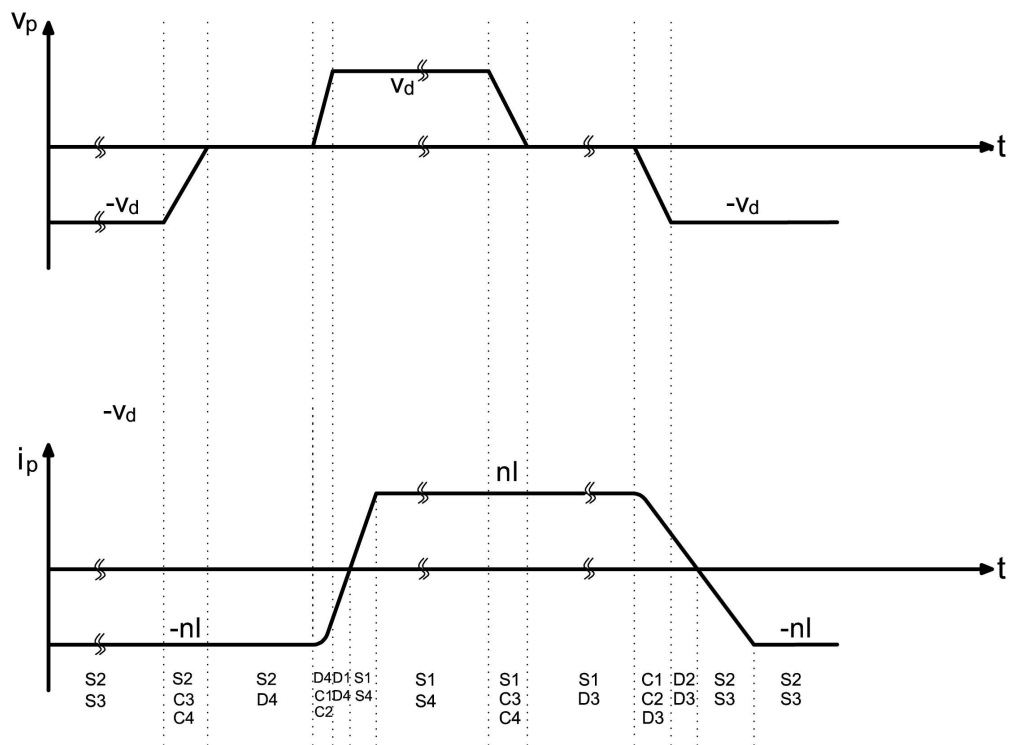 vp
vd
t
-vd
-vd
-vd
ip
nI
t
-nI
-nI
S2 S2 S2 D4 D1 S1 S1 S1 S1 C1 D2 S2 S2
S3 C3 D4 C1 D4 S4 S4 C3 D3 C2 D3 S3 S3
C4 C2 C4 D3